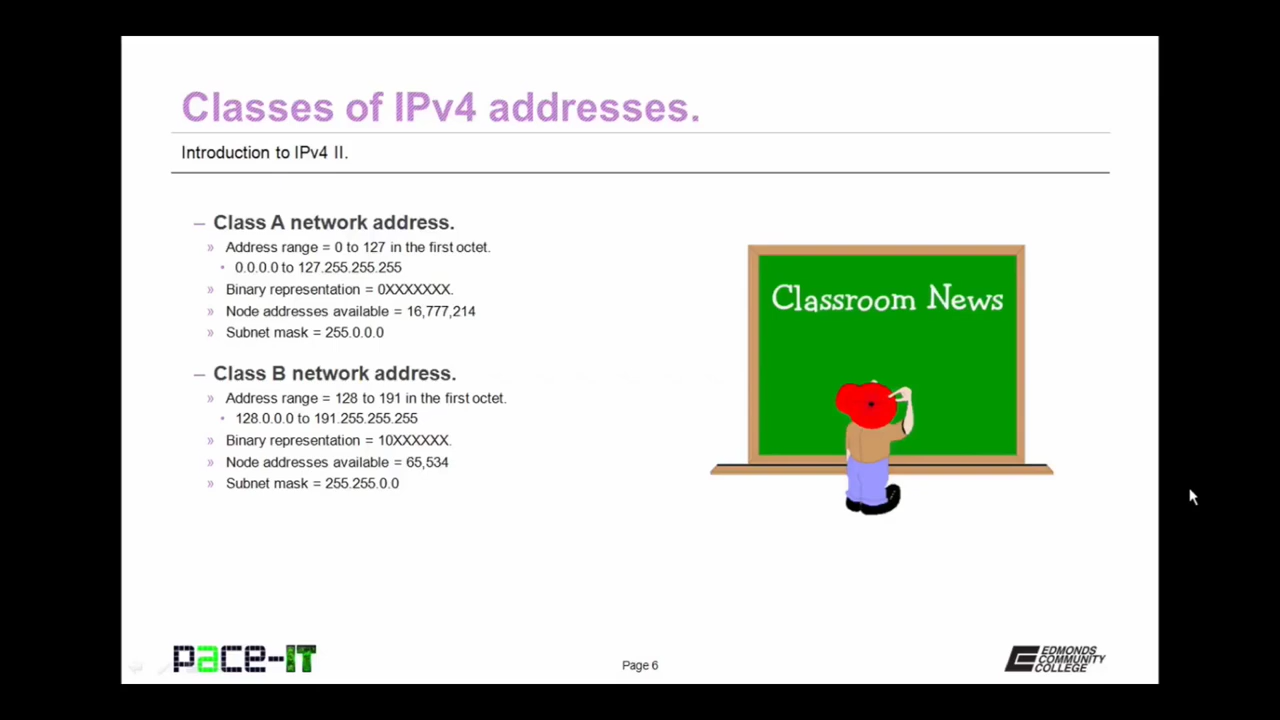 Classes of IPv4 addresses.
Introduction to IPv4 II.
– Class A network address.
» Address range = 0 to 127 in the first octet.
• 0.0.0.0 to 127.255.255.255
» Binary representation = 0XXXXXXX.
» Node addresses available = 16,777,214
» Subnet mask = 255.0.0.0
– Class B network address.
» Address range = 128 to 191 in the first octet.
• 128.0.0.0 to 191.255.255.255
» Binary representation = 10XXXXXX.
» Node addresses available = 65,534
» Subnet mask = 255.255.0.0
Classroom News
pace-IT
Page 6
EDMONDS
COMMUNITY
COLLEGE